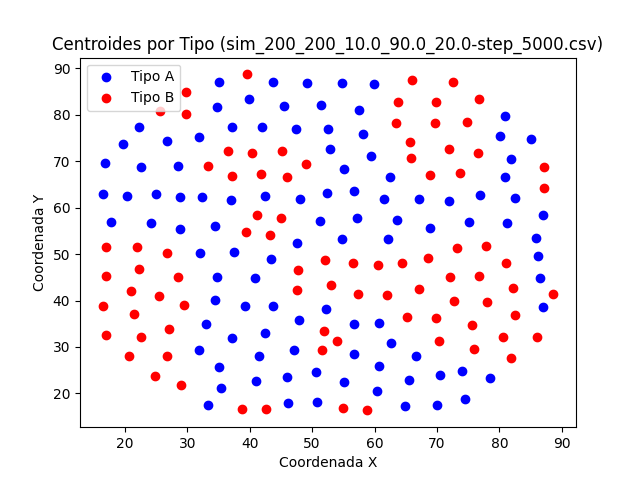 Centroides por Tipo (sim_200_200_10.0_90.0_20.0-step_5000.csv)
Tipo A
Tipo B
90
80
70
60
50
40
30
20
Coordenada Y
20 30 40 50 60 70 80 90
Coordenada X